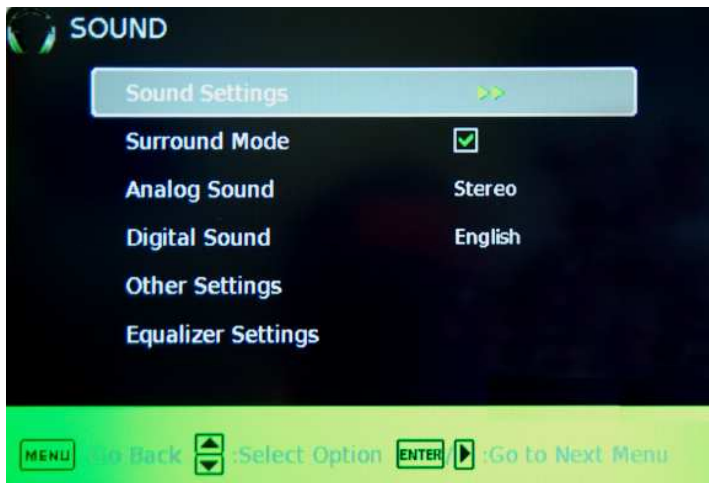 SOUND
Sound Settings
Surround Mode
Analog Sound Stereo
Digital Sound English
Other Settings
Equalizer Settings
MENU :Go Back :Select Option ENTER/ :Go to Next Menu